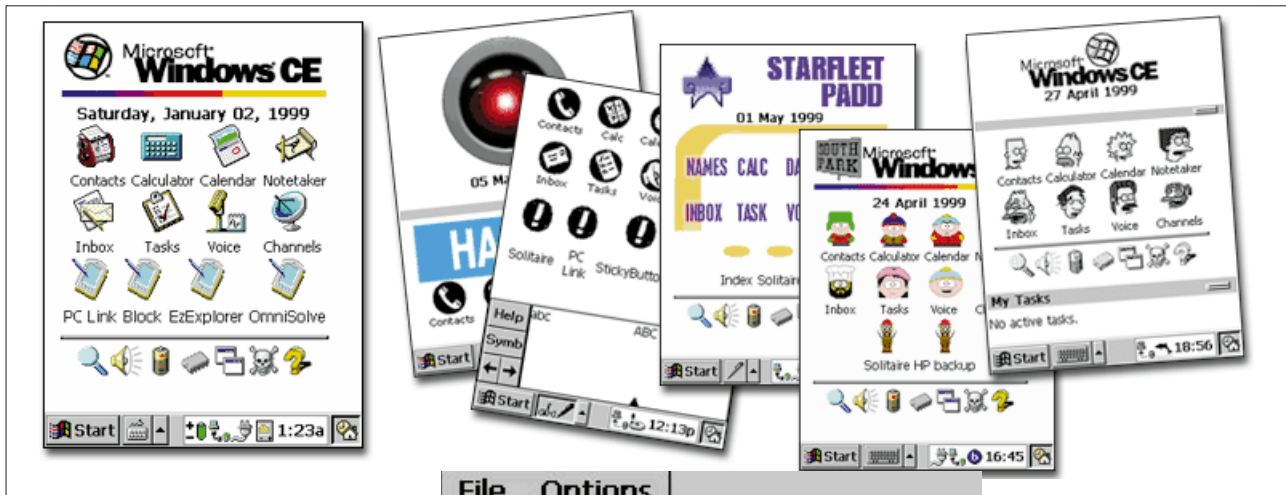 Microsoft
Windows CE
Saturday, January 02, 1999
Contacts Calculator Calendar Notetaker
Inbox Tasks Voice Channels
PC Link Block EzExplorer OmniSolve
Start 1:23a
05
HA
Contacts
Start
Contacts Calc
Inbox Tasks
Solitaire PC Link StickyButto
Help abc ABC
Symb
Start abc 12:13p
STARFLEET
PADD
01 May 1999
NAMES CALC
INBOX TASK
Index
Start
SOUTH
PARK
Microsoft
Windows
24 April 1999
Contacts Calculator Calendar
Inbox Tasks Voice
Solitaire HP backup
Start 16:45
Microsoft
Windows CE
27 April 1999
Contacts Calculator Calendar Notetaker
Inbox Tasks Voice Channels
My Tasks
No active tasks.
Start 18:56
File Options